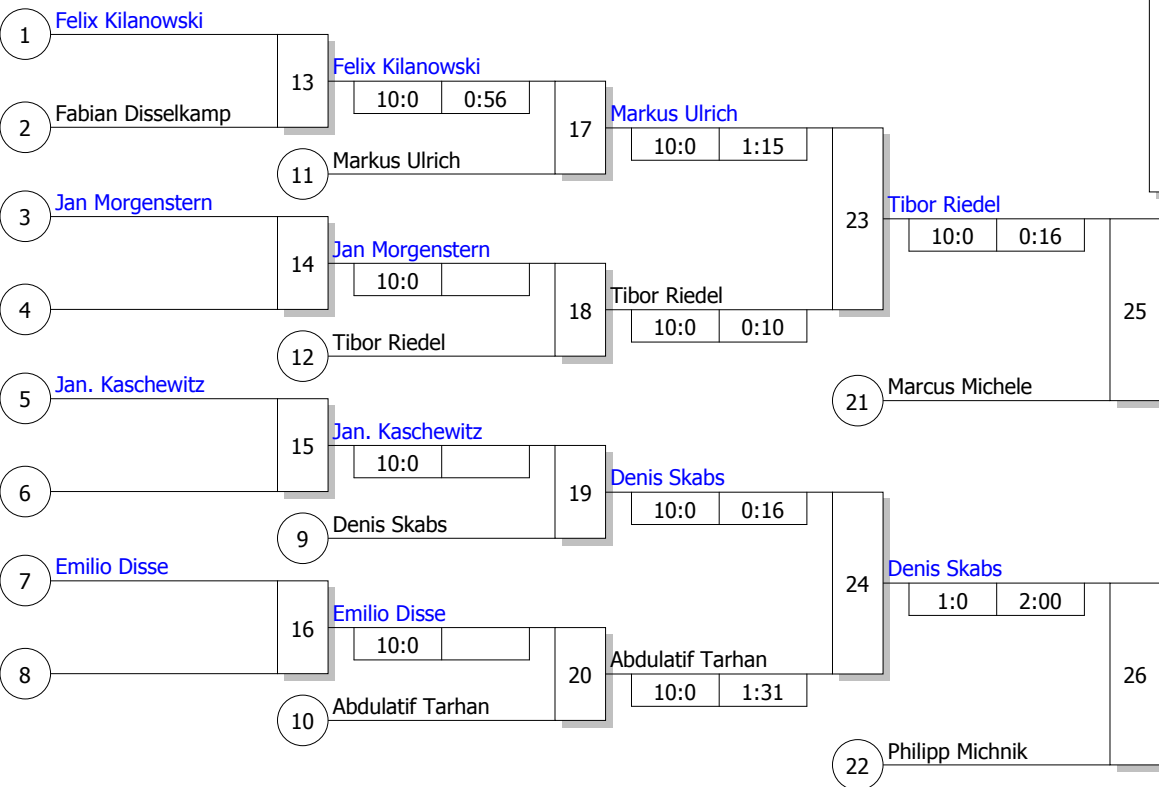 1 Felix Kilanowski
13 Felix Kilanowski
10:0 0:56
2 Fabian Disselkamp
17 Markus Ulrich
10:0 1:15
11 Markus Ulrich
3 Jan Morgenstern
23 Tibor Riedel
10:0 0:16
14 Jan Morgenstern
10:0
4
18 Tibor Riedel
10:0 0:10
25
12 Tibor Riedel
5 Jan. Kaschewitz
21 Marcus Michele
15 Jan. Kaschewitz
10:0
6
19 Denis Skabs
10:0 0:16
9 Denis Skabs
7 Emilio Disse
24 Denis Skabs
1:0 2:00
16 Emilio Disse
10:0
8
20 Abdulatif Tarhan
10:0 1:31
26
10 Abdulatif Tarhan
22 Philipp Michnik